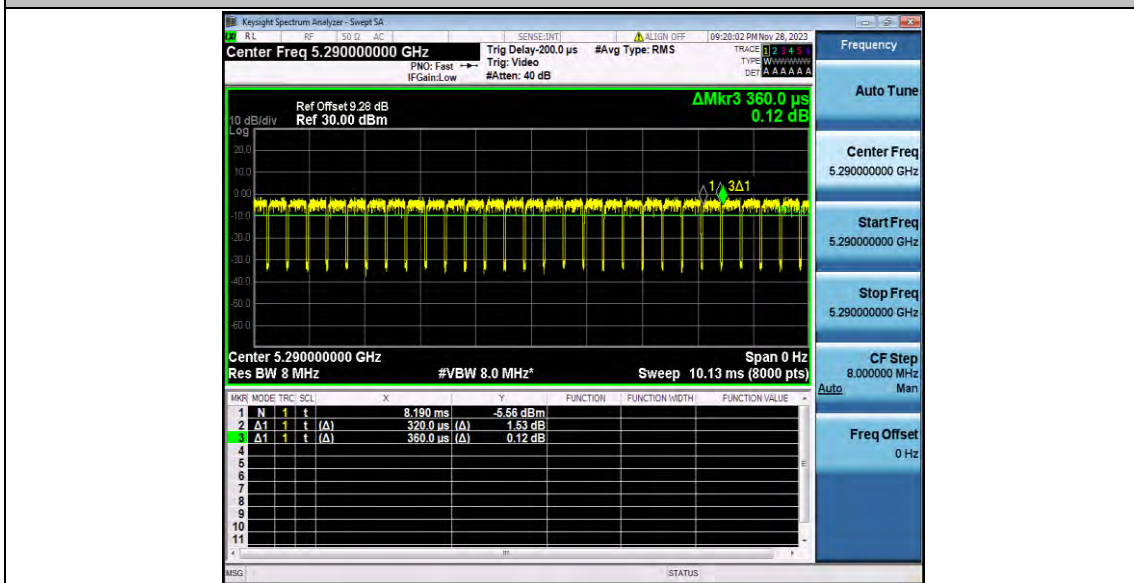 Keysight Spectrum Analyzer - Swept SA
RL RF 50 Ω AC SENSE:INT ALIGN OFF 09:20:02 PM Nov 28, 2023
Center Freq 5.290000000 GHz Trig Delay-200.0 µs #Avg Type: RMS TRACE 1 2 3 4 5 6
PNO: Fast Trig: Video TYPE WWWWWW
IFGain:Low #Atten: 40 dB DET A A A A A A
Frequency
ΔMkr3 360.0 µs
0.12 dB
Ref Offset 9.28 dB
10 dB/div Ref 30.00 dBm
Log
20.0
10.0
0.00
-10.0
-20.0
-30.0
-40.0
-50.0
-60.0
1 3Δ1
Center 5.290000000 GHz Span 0 Hz
Res BW 8 MHz #VBW 8.0 MHz* Sweep 10.13 ms (8000 pts)
MKR MODE TRC SCL X Y FUNCTION FUNCTION WIDTH FUNCTION VALUE
1 N 1 t 8.190 ms -5.56 dBm
2 Δ1 1 t (Δ) 320.0 µs (Δ) 1.53 dB
3 Δ1 1 t (Δ) 360.0 µs (Δ) 0.12 dB
4
5
6
7
8
9
10
11
MSG STATUS
Auto Tune
Center Freq
5.290000000 GHz
Start Freq
5.290000000 GHz
Stop Freq
5.290000000 GHz
CF Step
8.000000 MHz
Auto Man
Freq Offset
0 Hz